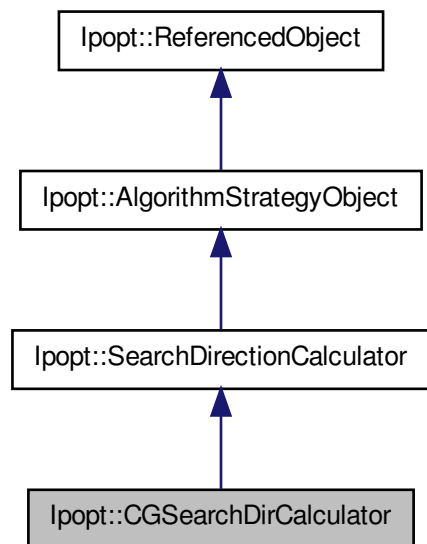 Ipopt::ReferencedObject
Ipopt::AlgorithmStrategyObject
Ipopt::SearchDirectionCalculator
Ipopt::CGSearchDirCalculator